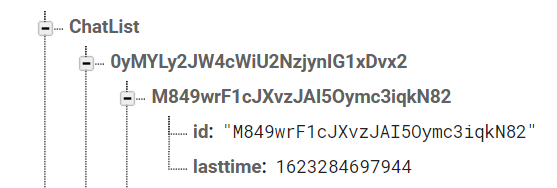 ChatList
0yMYLy2JW4cWiU2NzjynIG1xDvx2
M849wrF1cJXvzJAI5Oymc3iqkN82
id: "M849wrF1cJXvzJAI5Oymc3iqkN82"
lasttime: 1623284697944